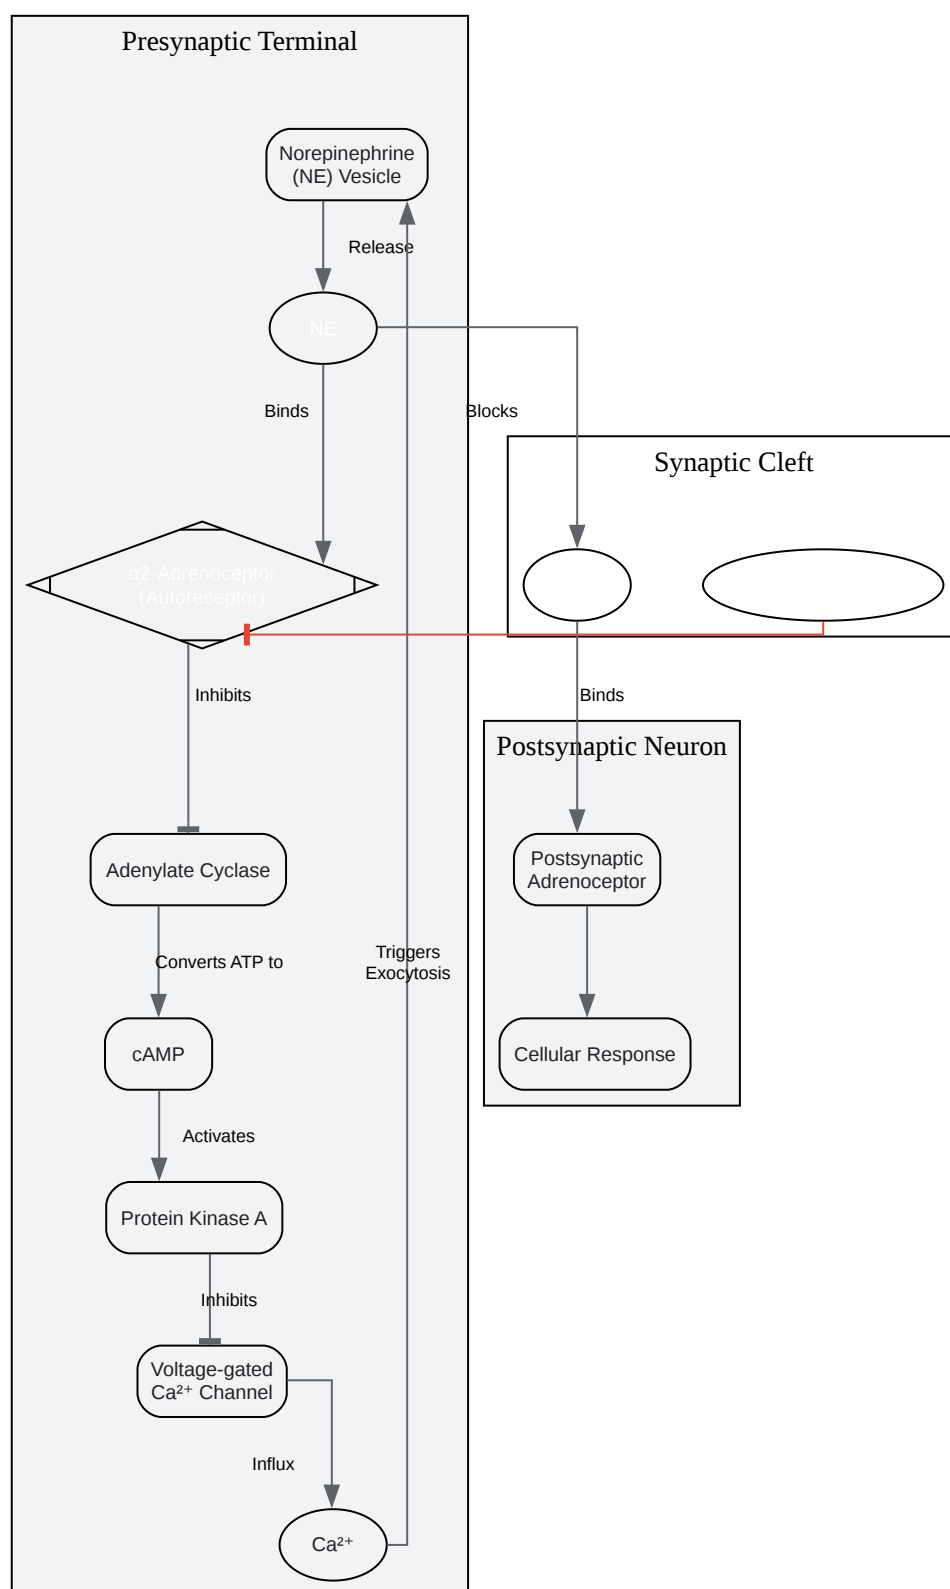 Presynaptic Terminal
Norepinephrine
(NE) Vesicle
Release
NE
Binds
Blocks
Synaptic Cleft
α2-Adrenoceptor
(Autoreceptor)
Inhibits
Binds
Postsynaptic Neuron
Adenylate Cyclase
Postsynaptic
Adrenoceptor
Converts ATP to
Triggers
Exocytosis
cAMP
Cellular Response
Activates
Protein Kinase A
Inhibits
Voltage-gated
Ca²⁺ Channel
Influx
Ca²⁺